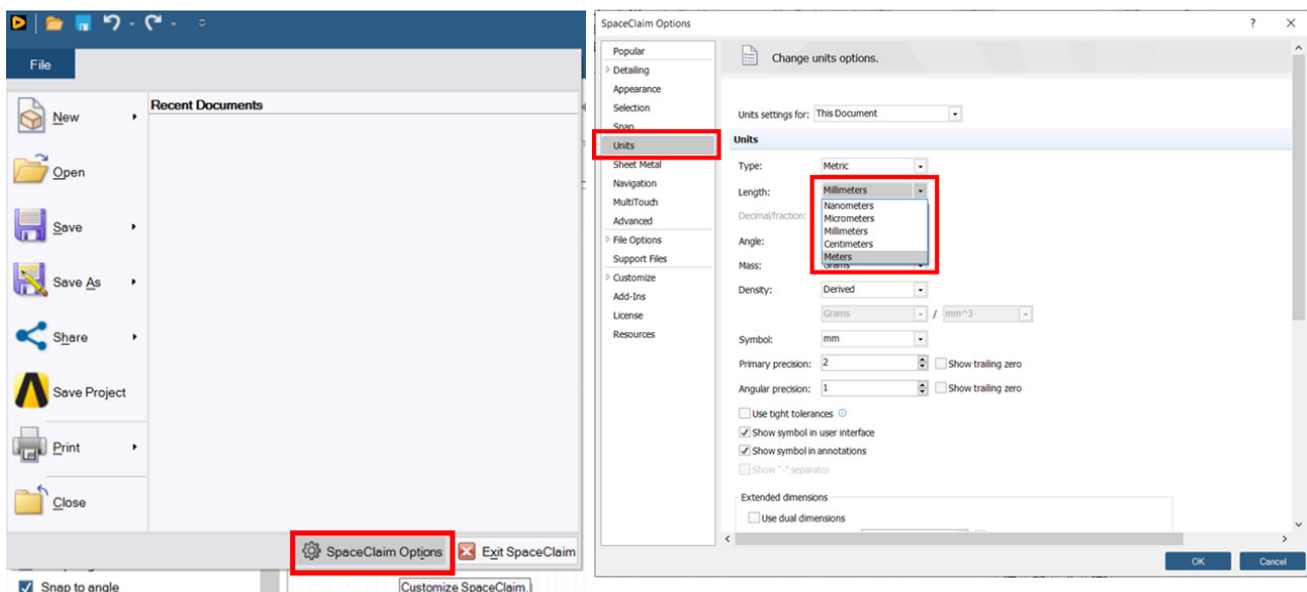 File
Recent Documents
New
Open
Save
Save As
Share
Save Project
Print
Close
SpaceClaim Options
Exit SpaceClaim
Snap to angle
Customize SpaceClaim.
SpaceClaim Options
?
Popular
Detailing
Appearance
Selection
Snap
Units
Sheet Metal
Navigation
MultiTouch
Advanced
File Options
Support Files
Customize
Add-Ins
License
Resources
Change units options.
Units settings for: This Document
Units
Type: Metric
Length: Millimeters
Nanometers
Micrometers
Millimeters
Centimeters
Meters
Decimal/fraction:
Angle:
Mass: Grams
Density: Derived
Grams / mm^3
Symbol: mm
Primary precision: 2 Show trailing zero
Angular precision: 1 Show trailing zero
Use tight tolerances
Show symbol in user interface
Show symbol in annotations
Show "-" separator
Extended dimensions
Use dual dimensions
OK Cancel